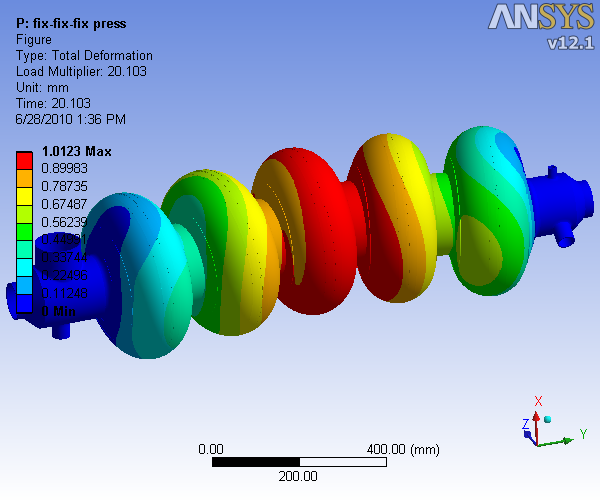 ANSYS
v12.1
P: fix-fix-fix press
Figure
Type: Total Deformation
Load Multiplier: 20.103
Unit: mm
Time: 20.103
6/28/2010 1:36 PM
1.0123 Max
0.89983
0.78735
0.67487
0.56239
0.22495
0 Min
X
Z
Y
0.00
400.00 (mm)
200.00